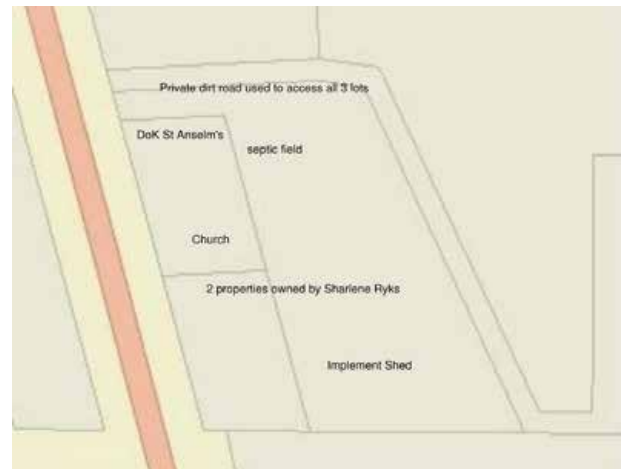 Private dirt road used to access all 3 lots
DoK St Anselm's
septic field
Church
2 properties owned by Sharlene Ryks
Implement Shed